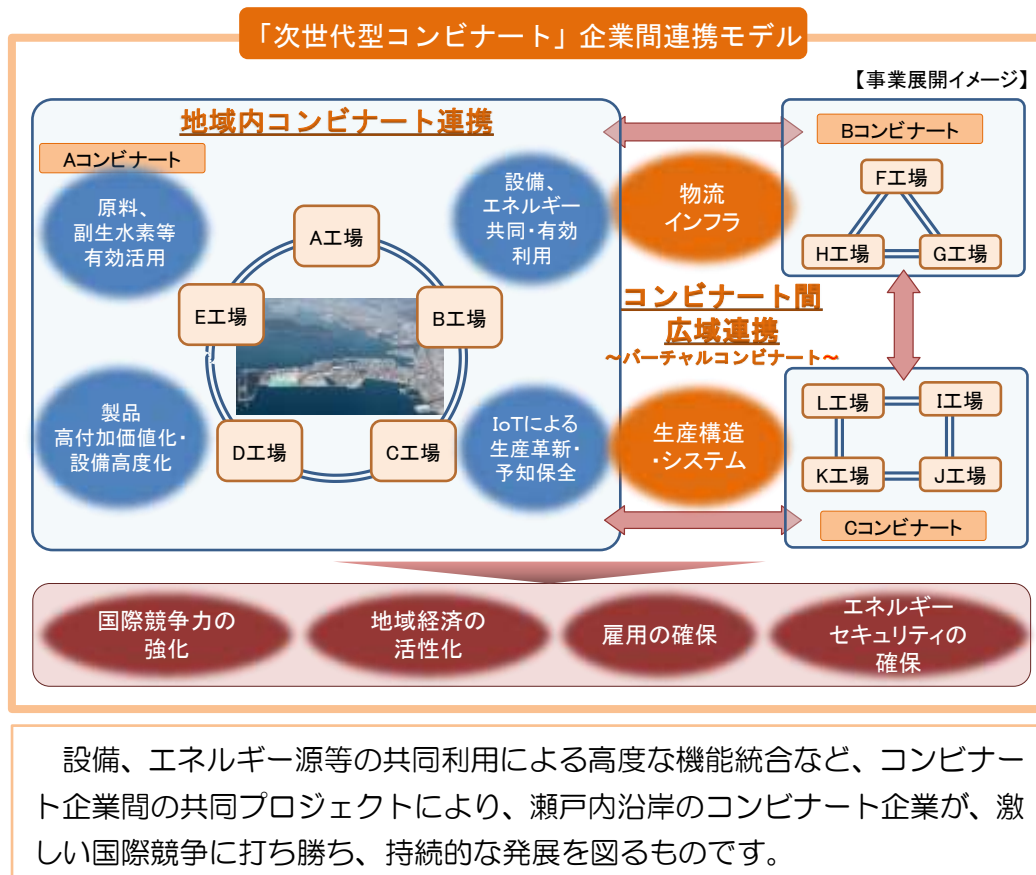 「次世代型コンビナート」企業間連携モデル
【事業展開イメージ】
地域内コンビナート連携
Aコンビナート
原料、
副生水素等
有効活用
設備、
エネルギー
共同・有効
利用
A工場
E工場
B工場
D工場
C工場
製品
高付加価値化・
設備高度化
IoTによる
生産革新・
予知保全
物流
インフラ
コンビナート間
広域連携
～バーチャルコンビナート～
生産構造
・システム
Bコンビナート
F工場
H工場
G工場
L工場
I工場
K工場
J工場
Cコンビナート
国際競争力の
強化
地域経済の
活性化
雇用の確保
エネルギー
セキュリティの
確保
設備、エネルギー源等の共同利用による高度な機能統合など、コンビナー
ト企業間の共同プロジェクトにより、瀬戸内沿岸のコンビナート企業が、激
しい国際競争に打ち勝ち、持続的な発展を図るものです。